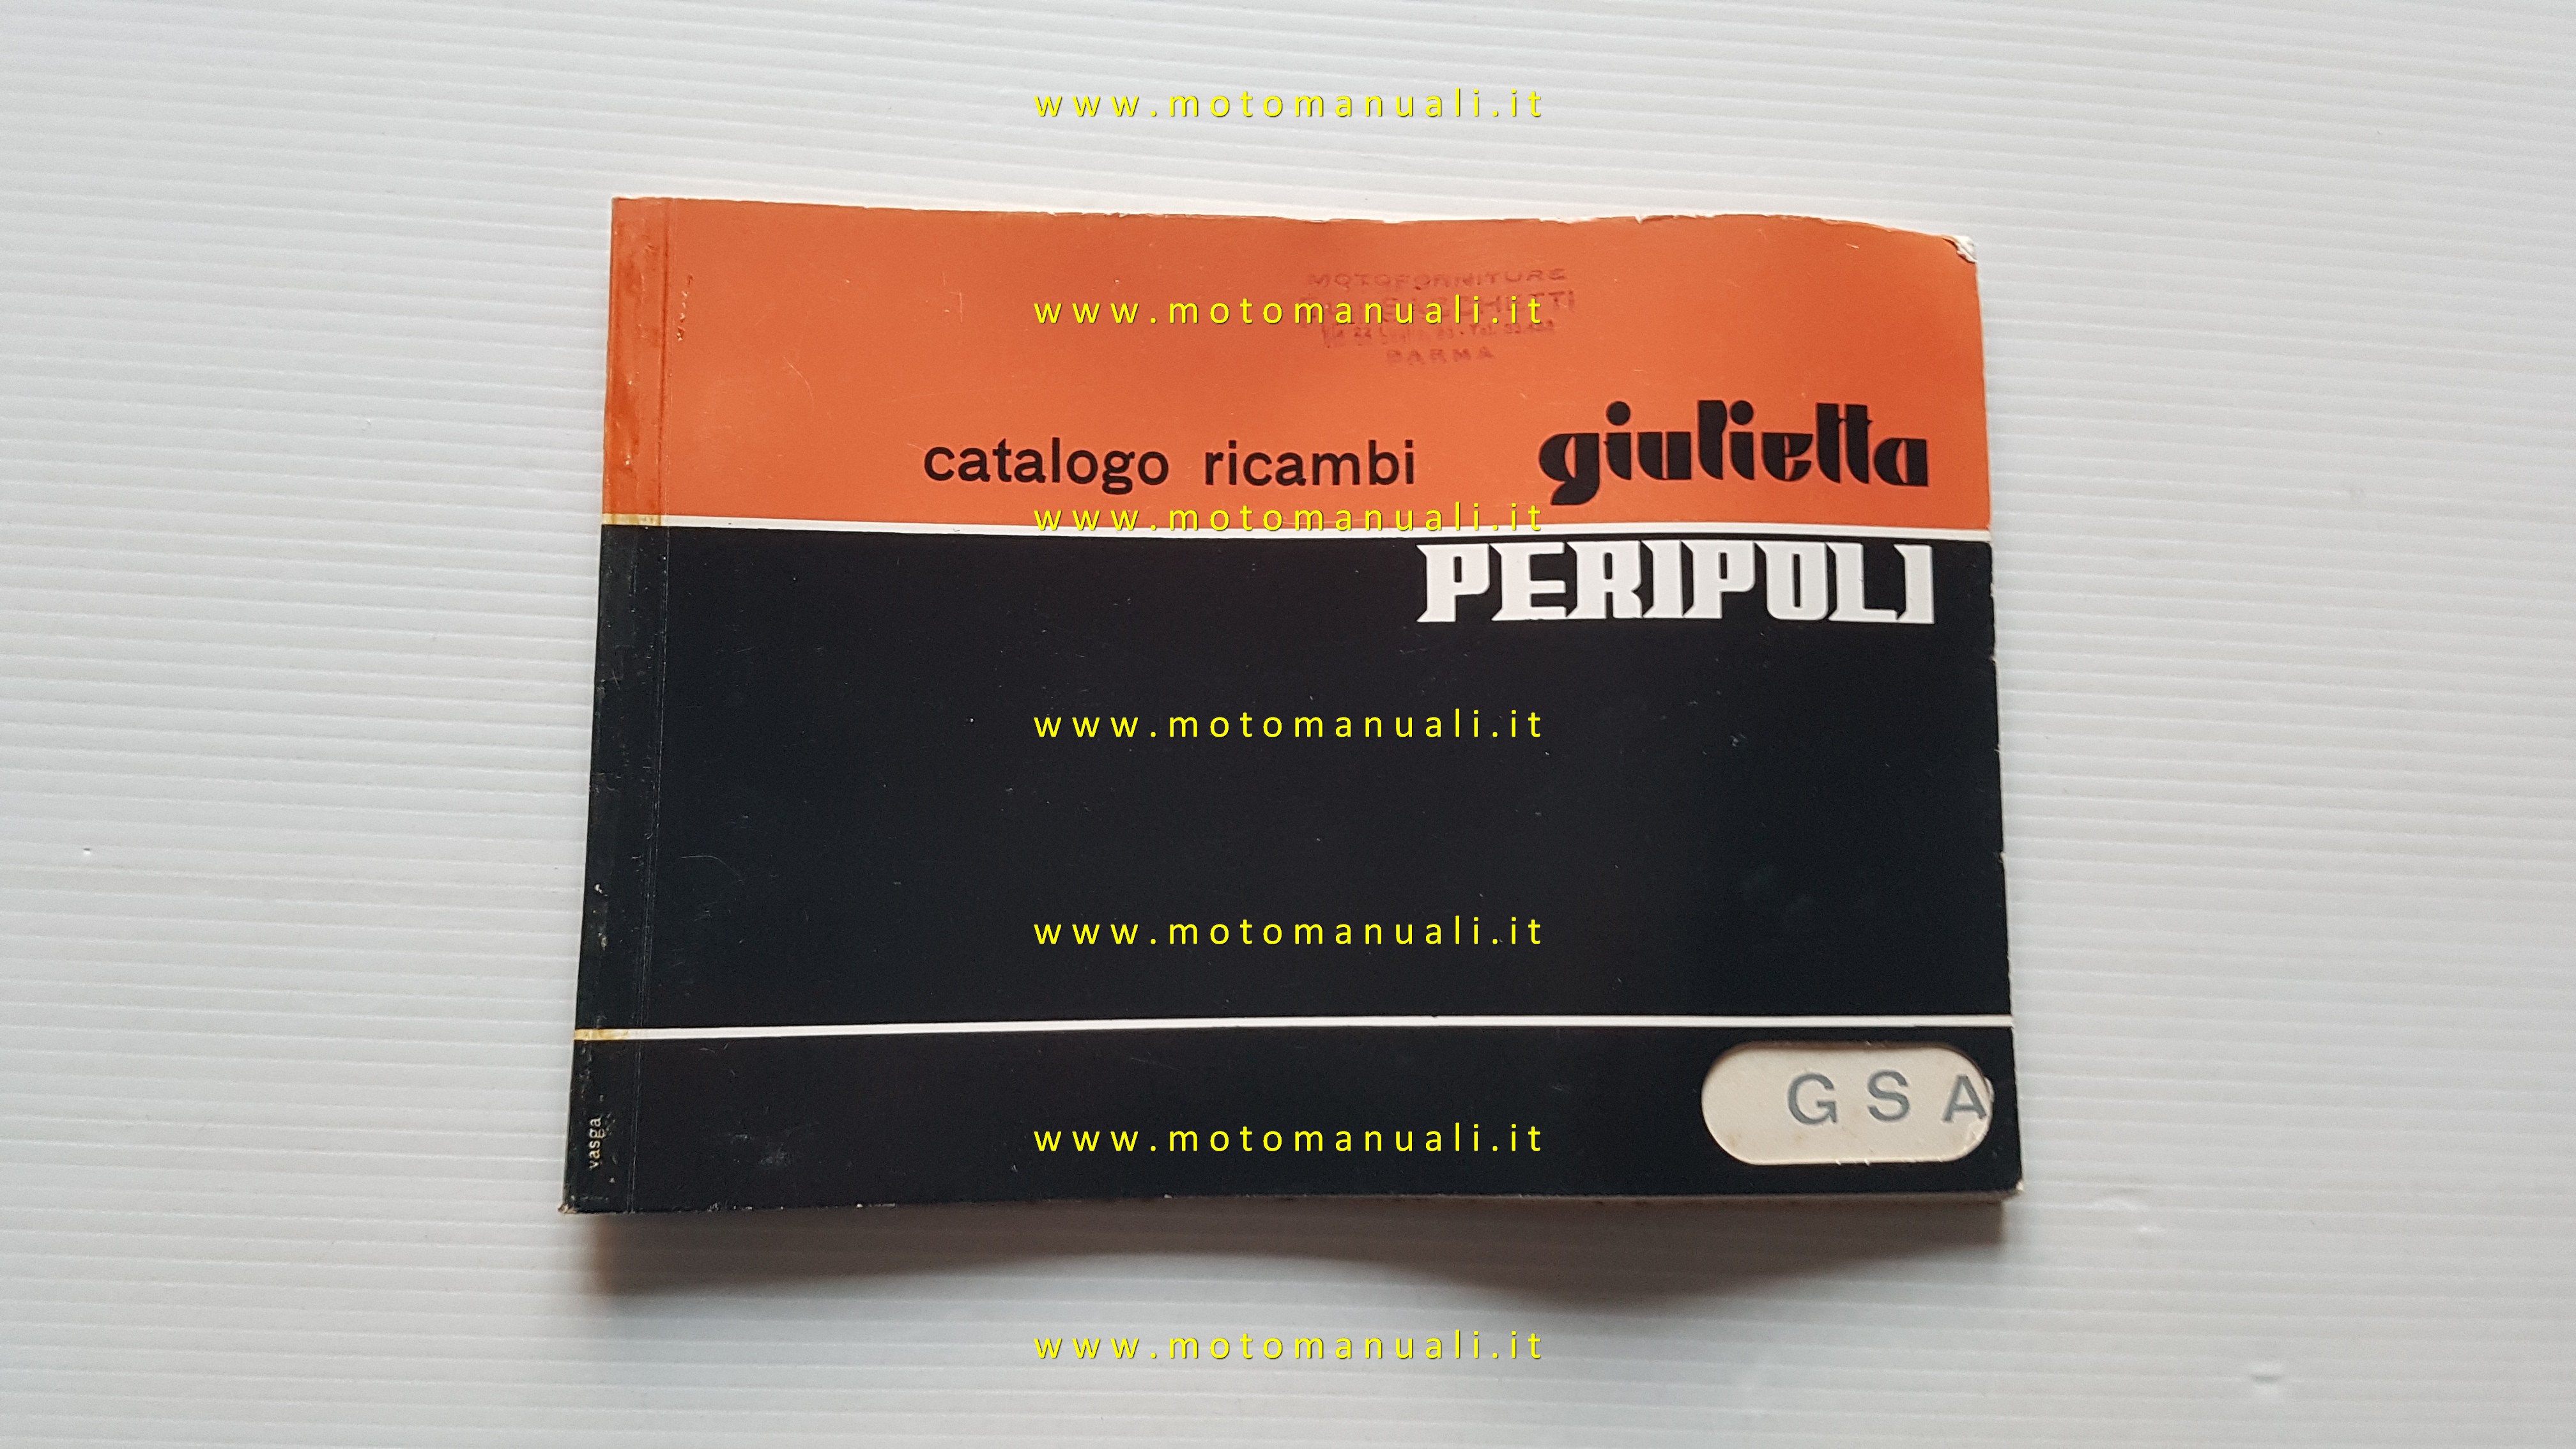 www.motomanuali.it
MOTOFORNITURE
www.motomanuali.it
PARMA
catalogo ricambi giulietta
www.motomanuali.it
PERIPOLI
www.motomanuali.it
www.motomanuali.it
GSA
www.motomanuali.it
vasga
www.motomanuali.it